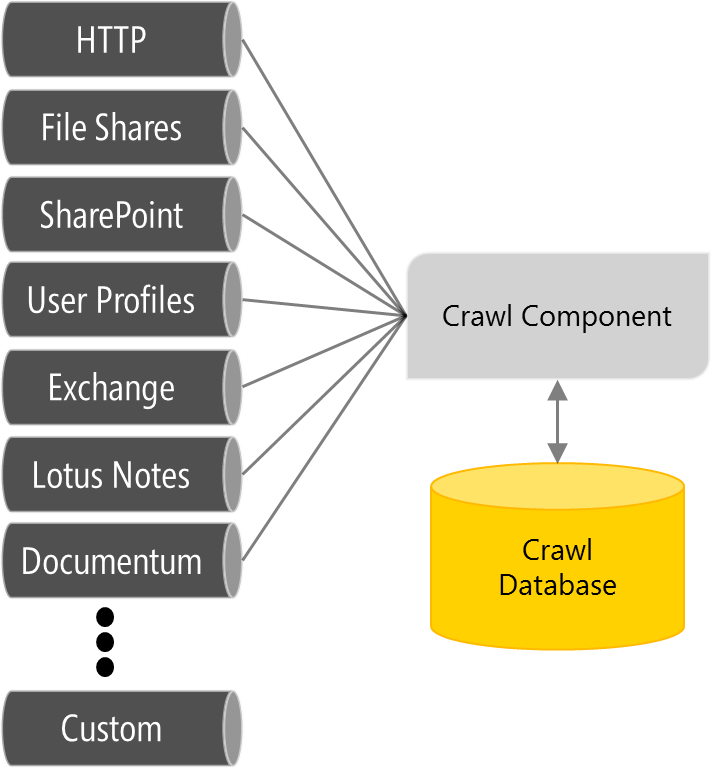 HTTP
File Shares
SharePoint
User Profiles
Exchange
Lotus Notes
Documentum
Custom
Crawl Component
Crawl
Database